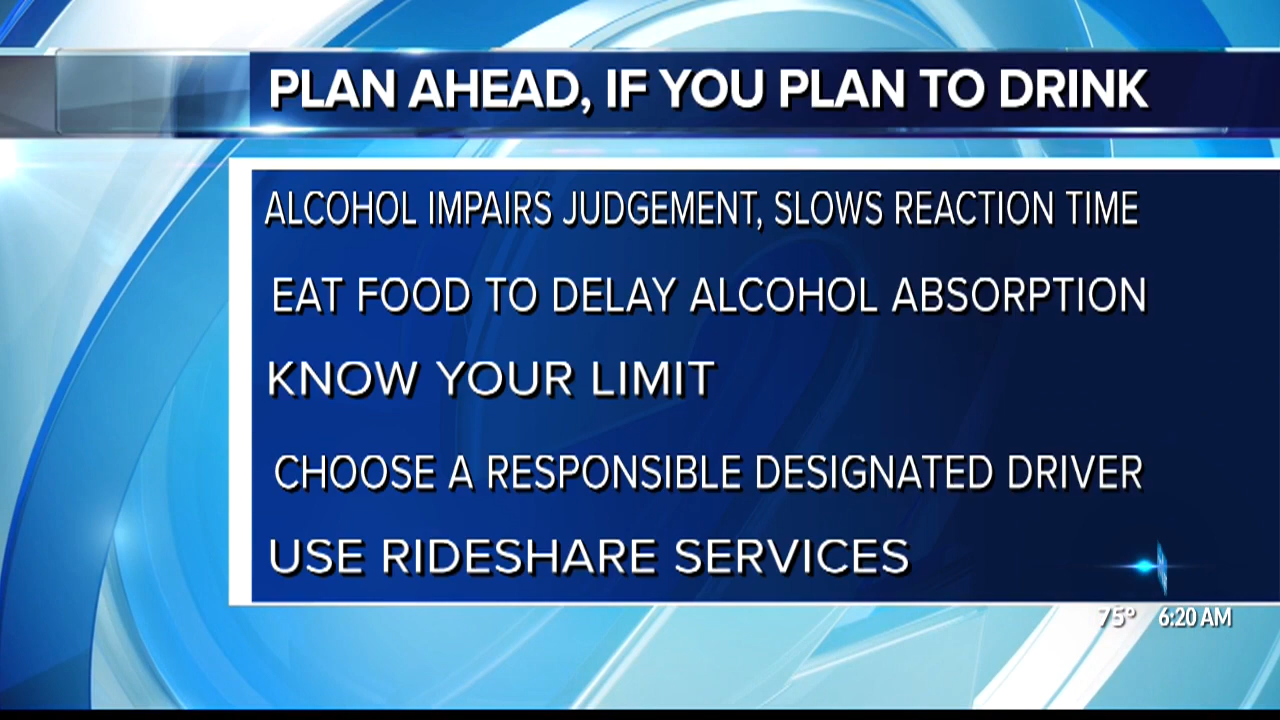 PLAN AHEAD, IF YOU PLAN TO DRINK
ALCOHOL IMPAIRS JUDGEMENT, SLOWS REACTION TIME
EAT FOOD TO DELAY ALCOHOL ABSORPTION
KNOW YOUR LIMIT
CHOOSE A RESPONSIBLE DESIGNATED DRIVER
USE RIDESHARE SERVICES
75° 6:20 AM